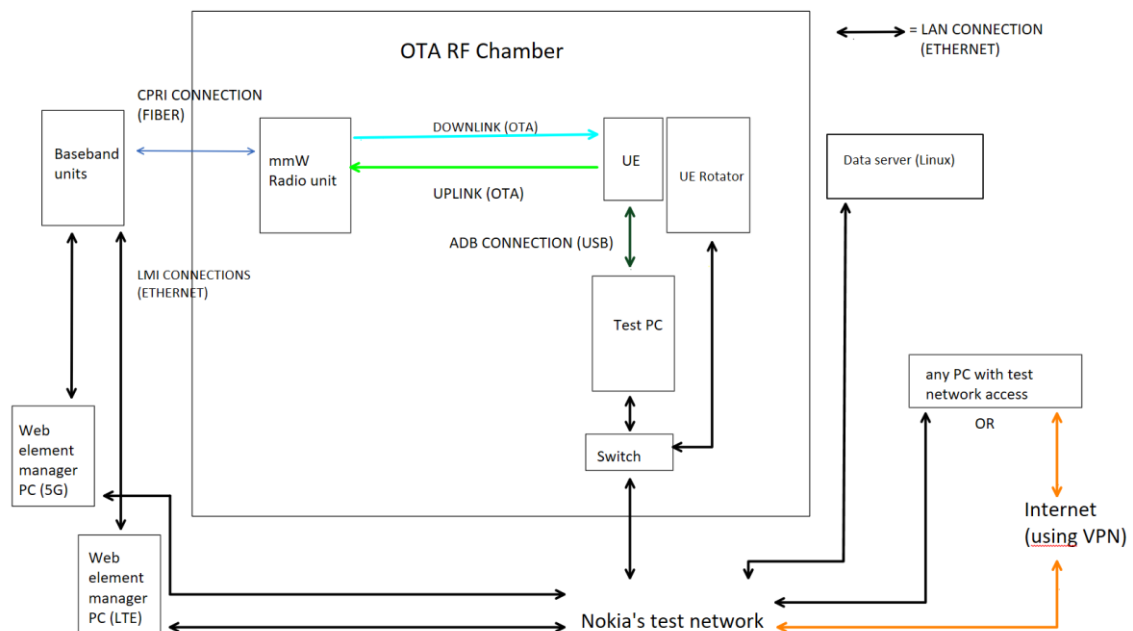 OTA RF Chamber
= LAN CONNECTION
(ETHERNET)
CPRI CONNECTION
(FIBER)
Baseband
units
mmW
Radio unit
DOWNLINK (OTA)
UPLINK (OTA)
UE
UE Rotator
Data server (Linux)
ADB CONNECTION (USB)
LMI CONNECTIONS
(ETHERNET)
Test PC
any PC with test
network access
OR
Switch
Web
element
manager
PC (5G)
Internet
(using VPN)
Web
element
manager
PC (LTE)
Nokia's test network